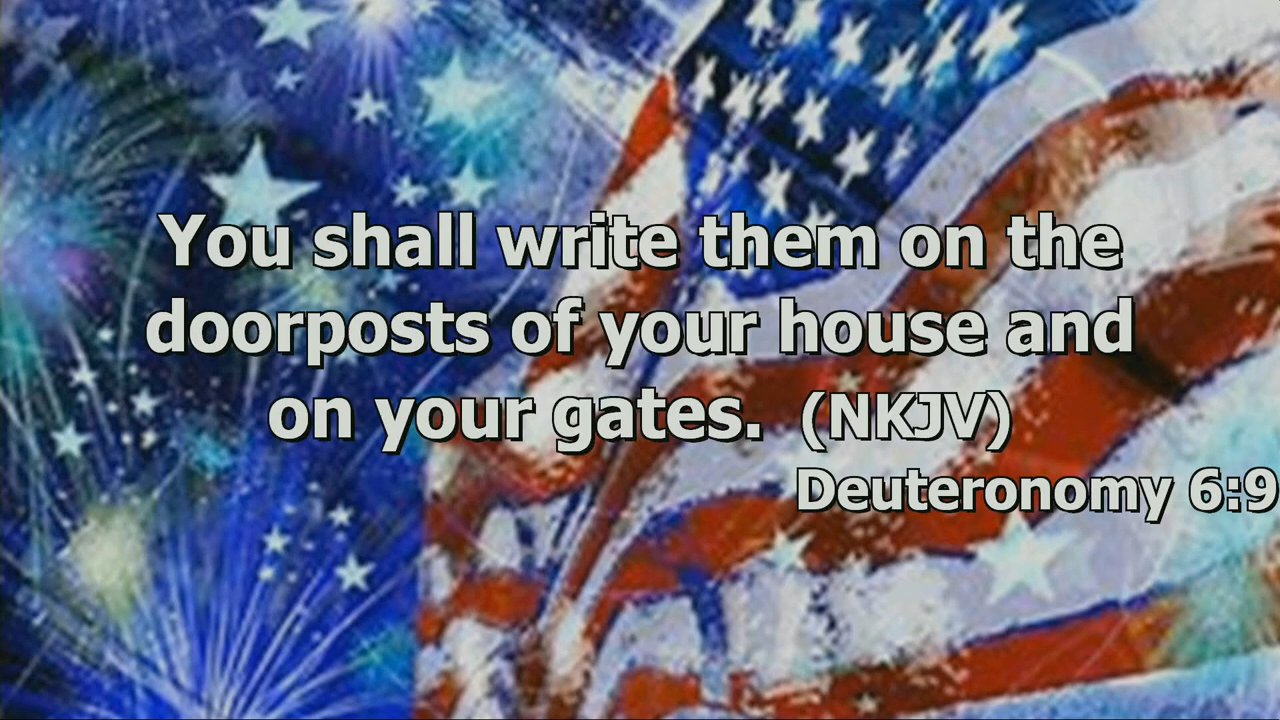 You shall write them on the
doorposts of your house and
on your gates. (NKJV)
Deuteronomy 6:9